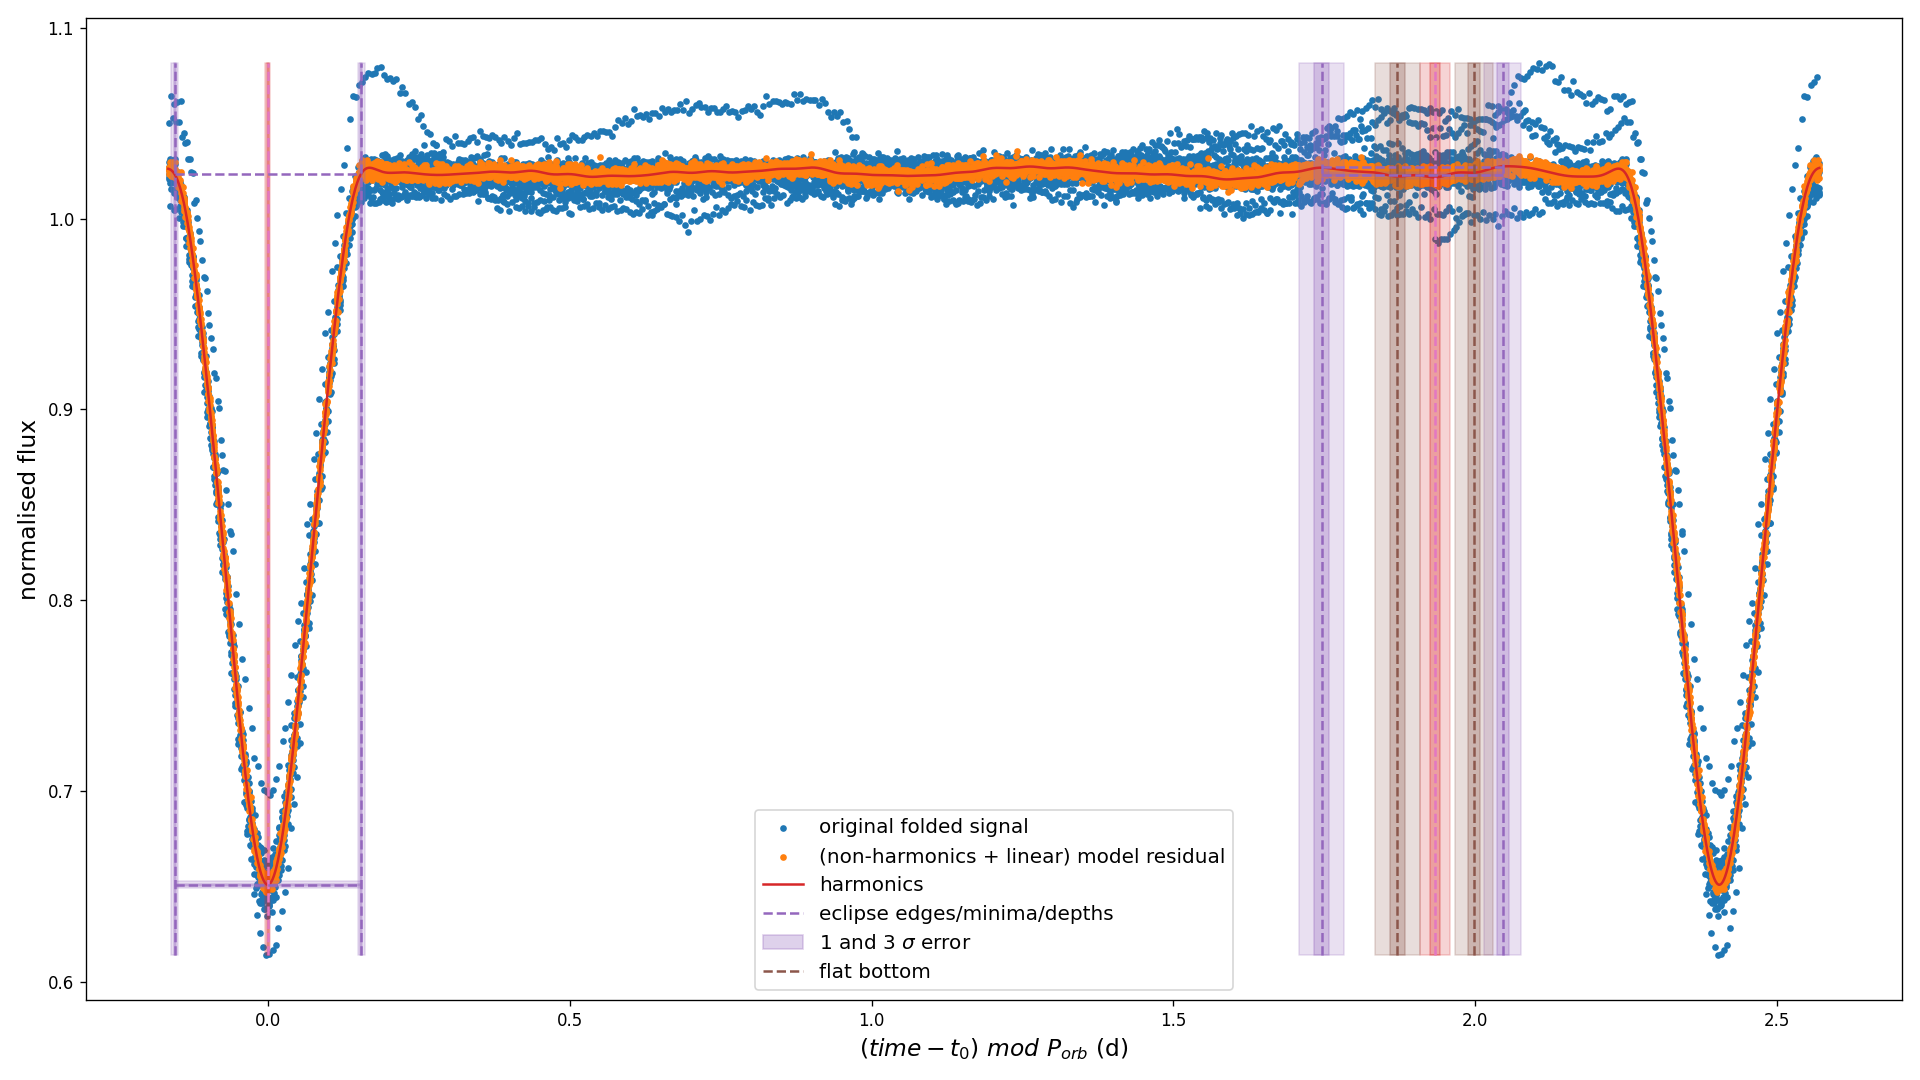 1.1
1.0
0.9
0.8
0.7
0.6
normalised flux
original folded signal
(non-harmonics + linear) model residual
harmonics
eclipse edges/minima/depths
1 and 3 σ error
flat bottom
0.0 0.5 1.0 1.5 2.0 2.5
(time − t₀) mod Pₒᵣb (d)